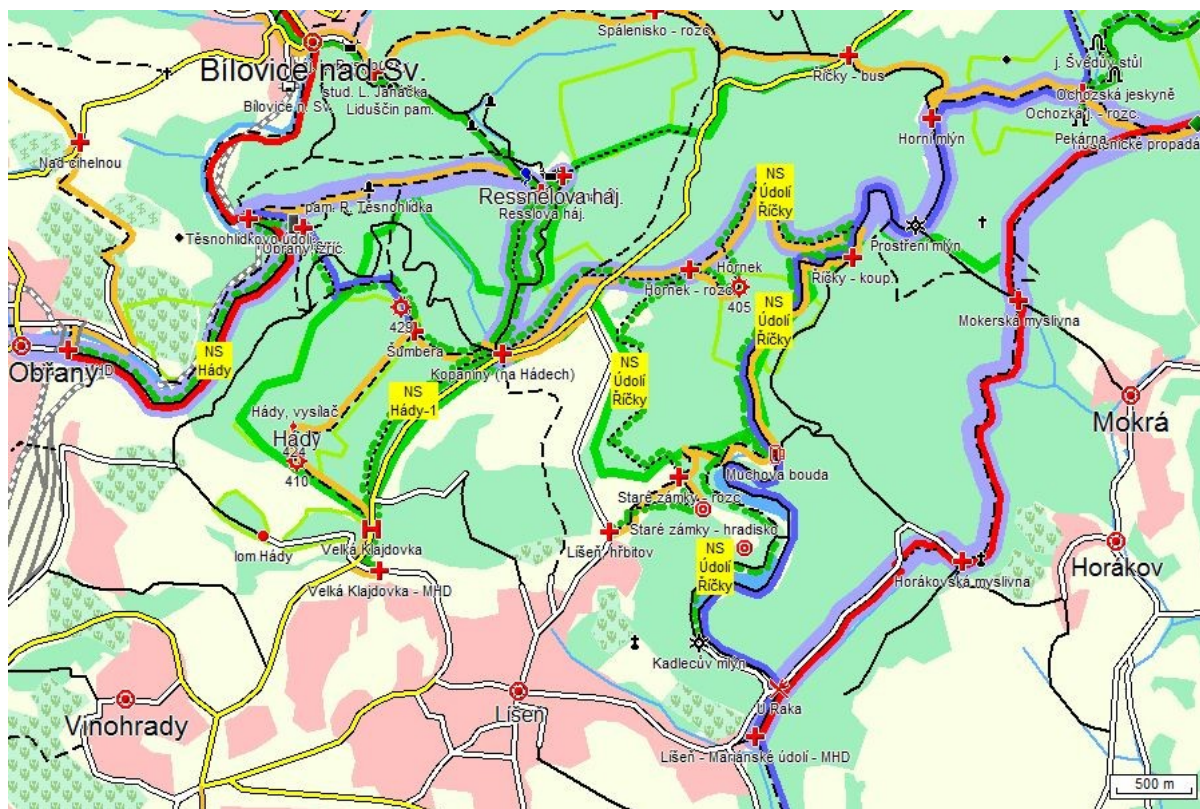 Spálenisko - rozc.
Bílovice nad Sv.
Říčky - bus
j. Švédův stůl
stud. L. Janáčka
Bílovice n. Sv.
Liduščin pam.
Ochozská jeskyně
Ochozká j. - rozc.
Horní mlýn
Pekárna
Nad cihelnou
NS
Údolí
Říčky
Ressnelova háj.
Resslova háj.
pam. R. Těsnohlídka
Těsnohlídkovo údolí
Prostření mlýn
Hornek
Říčky - koup.
Hornek - rozc.
405
NS
Údolí
Říčky
Mokerská myslivna
429
Šumbera
NS
Hády
Obřany
Kopaniny (na Hádech)
NS
Údolí
Říčky
NS
Hády-1
Mokrá
Hády, vysílač
Hády
424
410
Muchova bouda
Staré zámky - rozc.
Staré zámky - hradisko
Velká Klajdovka
lom Hády
Líšeň, hřbitov
NS
Údolí
Říčky
Horákov
Horákovská myslivna
Velká Klajdovka - MHD
Kadlecův mlýn
Vinohrady
Líšeň
U Raka
Líšeň - Mariánské údolí - MHD
500 m